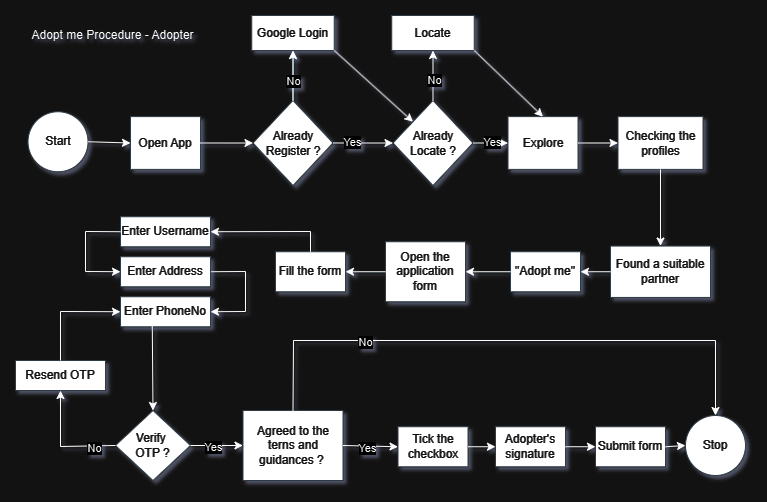 Adopt me Procedure - Adopter
Google Login
Locate
No
No
Start
Open App
Already
Register ?
Yes
Already
Locate ?
Yes
Explore
Checking the
profiles
Enter Username
Enter Address
Enter PhoneNo
Fill the form
Open the
application
form
"Adopt me"
Found a suitable
partner
Resend OTP
No
No
Verify
OTP ?
Yes
Agreed to the
terns and
guidances ?
Yes
Tick the
checkbox
Adopter's
signature
Submit form
Stop